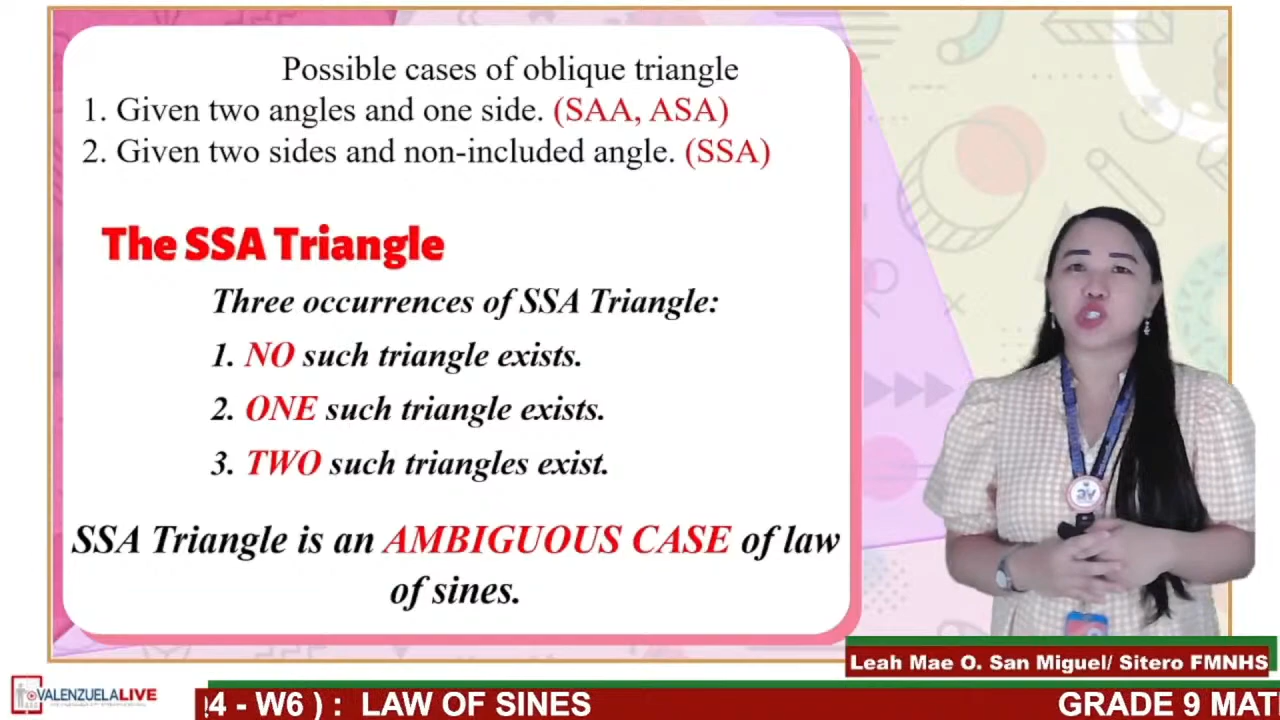 Possible cases of oblique triangle
1. Given two angles and one side. (SAA, ASA)
2. Given two sides and non-included angle. (SSA)
The SSA Triangle
Three occurrences of SSA Triangle:
1. NO such triangle exists.
2. ONE such triangle exists.
3. TWO such triangles exist.
SSA Triangle is an AMBIGUOUS CASE of law
of sines.
Leah Mae O. San Miguel/ Sitero FMNHS
VALENZUELALIVE
4 - W6 ) : LAW OF SINES
GRADE 9 MAT